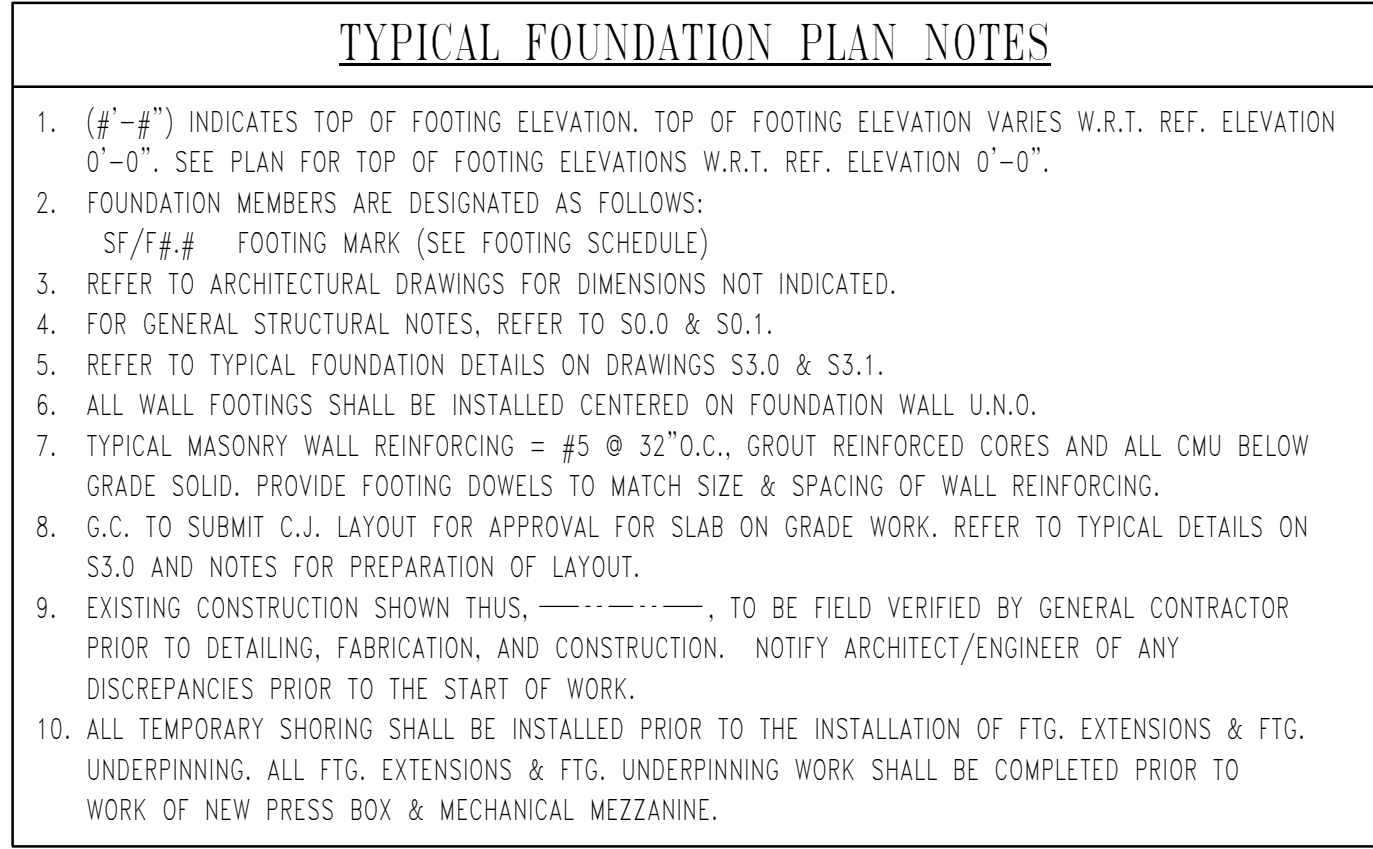 TYPICAL FOUNDATION PLAN NOTES
1. (#'-#") INDICATES TOP OF FOOTING ELEVATION. TOP OF FOOTING ELEVATION VARIES W.R.T. REF. ELEVATION
0'-0". SEE PLAN FOR TOP OF FOOTING ELEVATIONS W.R.T. REF. ELEVATION 0'-0".
2. FOUNDATION MEMBERS ARE DESIGNATED AS FOLLOWS:
SF/F#.# FOOTING MARK (SEE FOOTING SCHEDULE)
3. REFER TO ARCHITECTURAL DRAWINGS FOR DIMENSIONS NOT INDICATED.
4. FOR GENERAL STRUCTURAL NOTES, REFER TO S0.0 & S0.1.
5. REFER TO TYPICAL FOUNDATION DETAILS ON DRAWINGS S3.0 & S3.1.
6. ALL WALL FOOTINGS SHALL BE INSTALLED CENTERED ON FOUNDATION WALL U.N.O.
7. TYPICAL MASONRY WALL REINFORCING = #5 @ 32"O.C., GROUT REINFORCED CORES AND ALL CMU BELOW
GRADE SOLID. PROVIDE FOOTING DOWELS TO MATCH SIZE & SPACING OF WALL REINFORCING.
8. G.C. TO SUBMIT C.J. LAYOUT FOR APPROVAL FOR SLAB ON GRADE WORK. REFER TO TYPICAL DETAILS ON
S3.0 AND NOTES FOR PREPARATION OF LAYOUT.
9. EXISTING CONSTRUCTION SHOWN THUS, ——--—--——, TO BE FIELD VERIFIED BY GENERAL CONTRACTOR
PRIOR TO DETAILING, FABRICATION, AND CONSTRUCTION. NOTIFY ARCHITECT/ENGINEER OF ANY
DISCREPANCIES PRIOR TO THE START OF WORK.
10. ALL TEMPORARY SHORING SHALL BE INSTALLED PRIOR TO THE INSTALLATION OF FTG. EXTENSIONS & FTG.
UNDERPINNING. ALL FTG. EXTENSIONS & FTG. UNDERPINNING WORK SHALL BE COMPLETED PRIOR TO
WORK OF NEW PRESS BOX & MECHANICAL MEZZANINE.